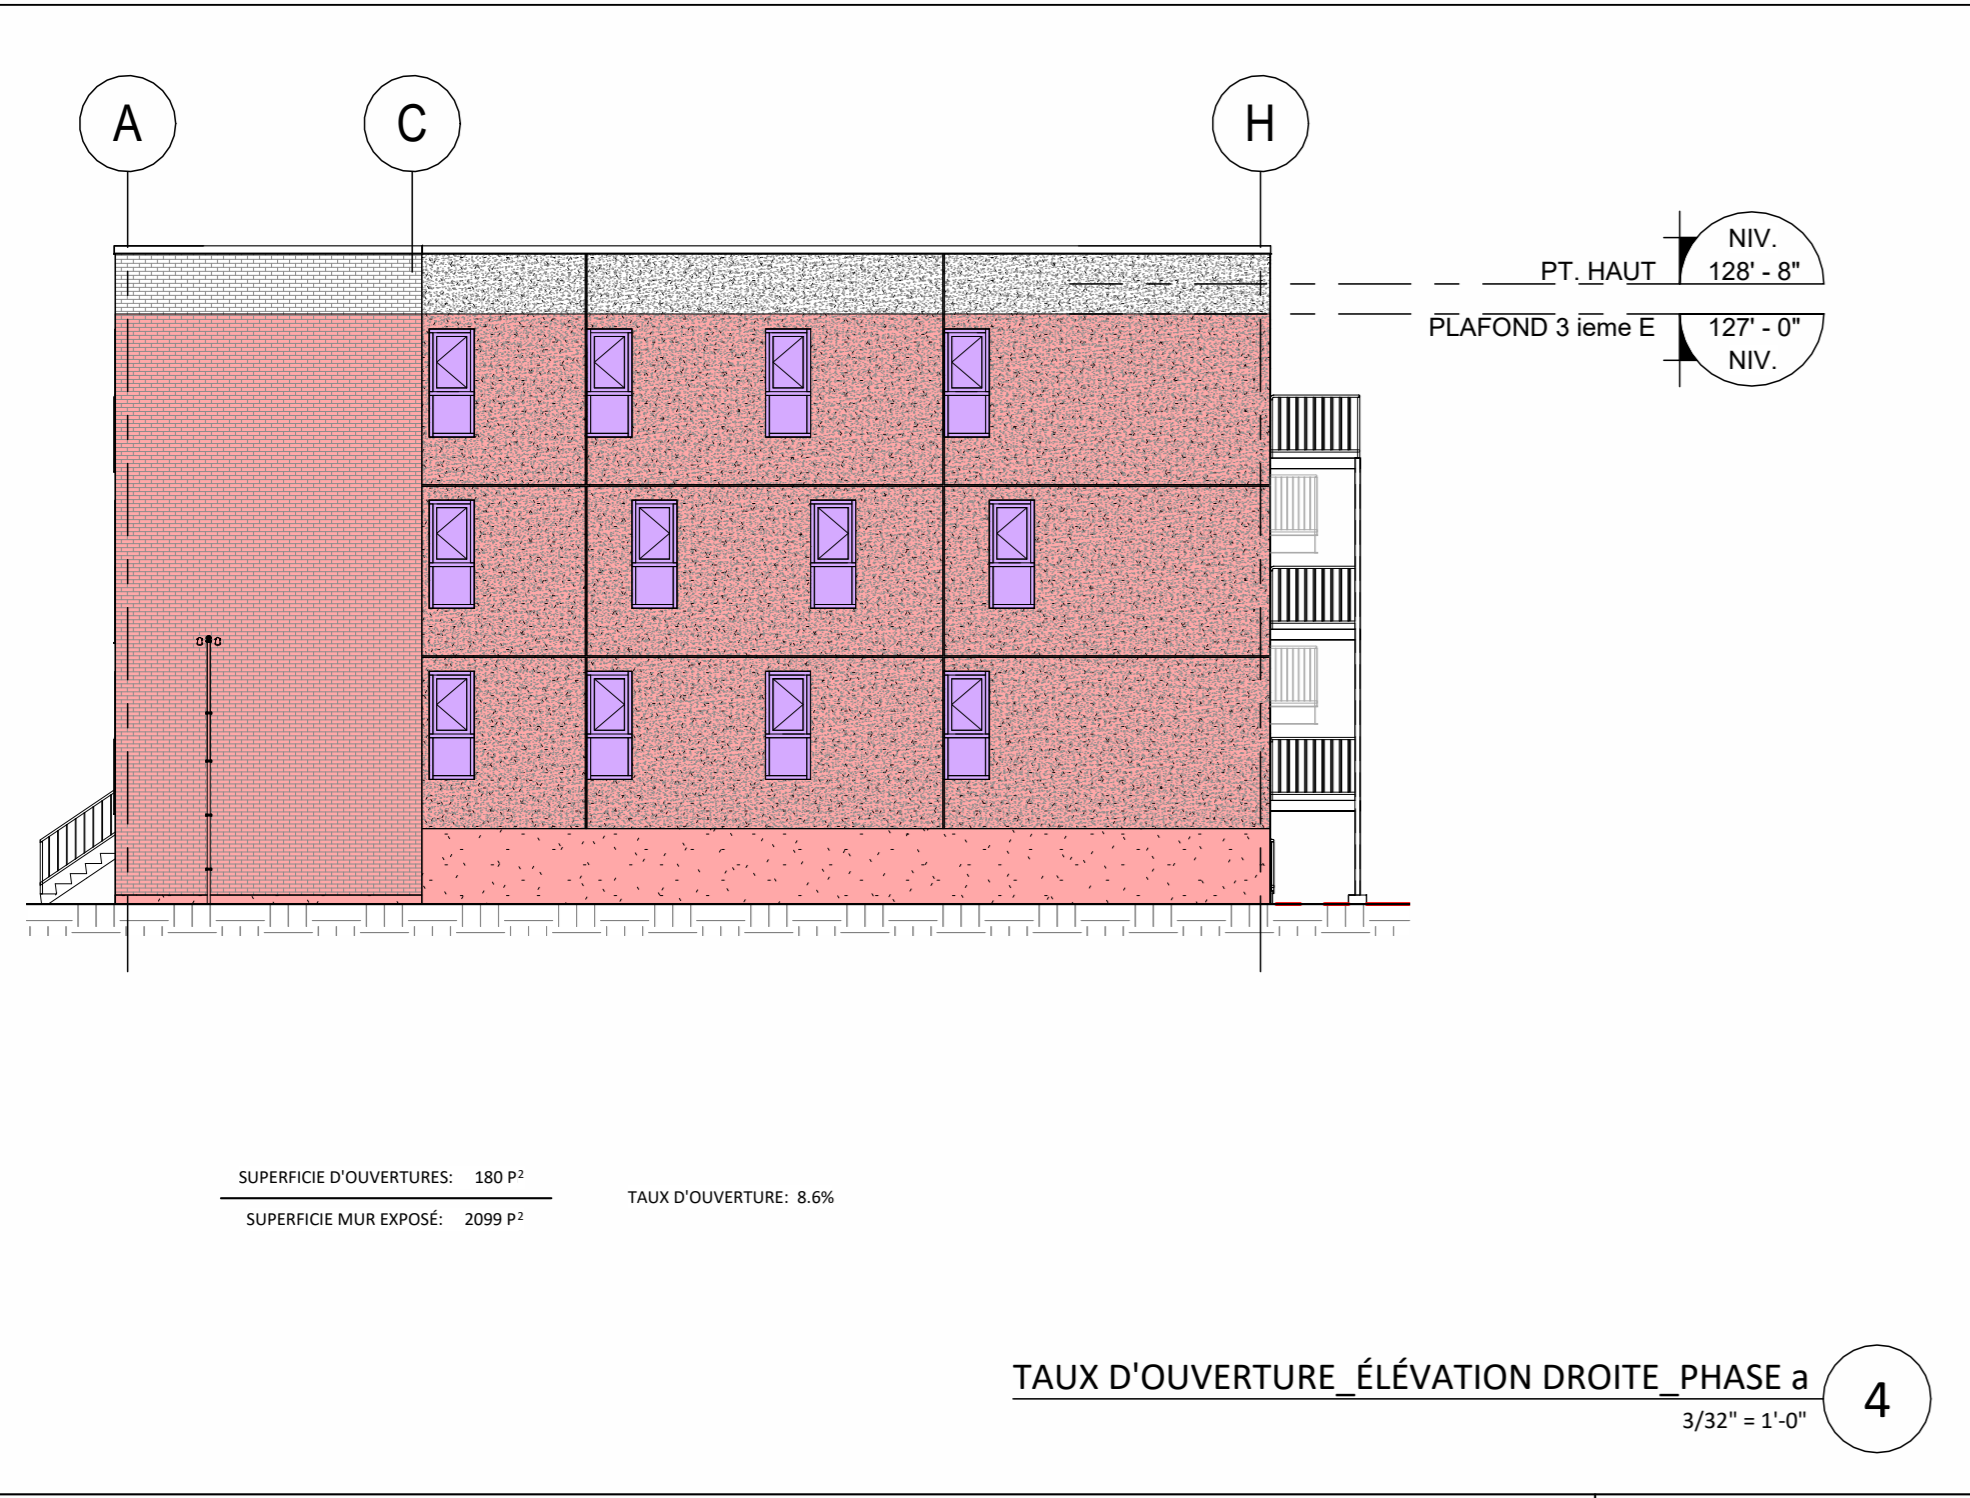 A
C
H
NIV.
PT. HAUT 128' - 8"
PLAFOND 3 ieme E 127' - 0"
NIV.
SUPERFICIE D'OUVERTURES: 180 P²
TAUX D'OUVERTURE: 8.6%
SUPERFICIE MUR EXPOSÉ: 2099 P²
TAUX D'OUVERTURE_ÉLÉVATION DROITE_PHASE a
4
3/32" = 1'-0"